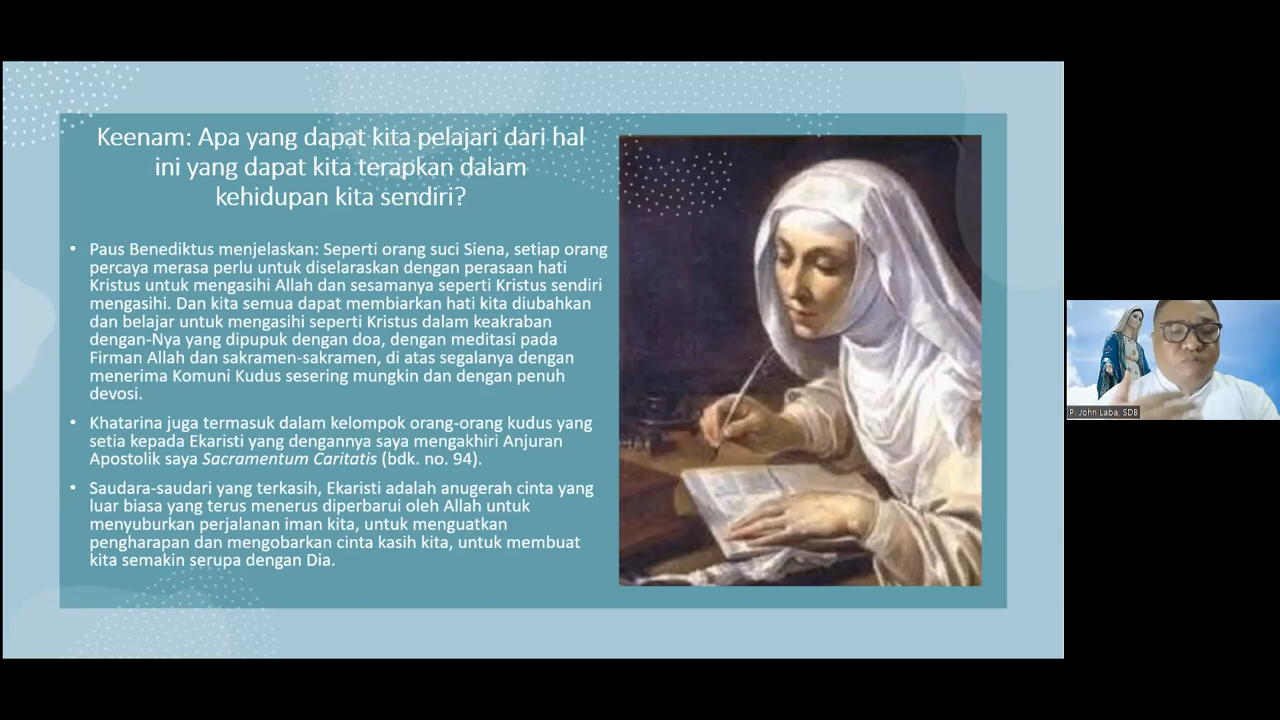 Keenam: Apa yang dapat kita pelajari dari hal
ini yang dapat kita terapkan dalam
kehidupan kita sendiri?
• Paus Benediktus menjelaskan: Seperti orang suci Siena, setiap orang
percaya merasa perlu untuk diselaraskan dengan perasaan hati
Kristus untuk mengasihi Allah dan sesamanya seperti Kristus sendiri
mengasihi. Dan kita semua dapat membiarkan hati kita diubahkan
dan belajar untuk mengasihi seperti Kristus dalam keakraban
dengan-Nya yang dipupuk dengan doa, dengan meditasi pada
Firman Allah dan sakramen-sakramen, di atas segalanya dengan
menerima Komuni Kudus sesering mungkin dan dengan penuh
devosi.
• Khatarina juga termasuk dalam kelompok orang-orang kudus yang
setia kepada Ekaristi yang dengannya saya mengakhiri Anjuran
Apostolik saya Sacramentum Caritatis (bdk. no. 94).
• Saudara-saudari yang terkasih, Ekaristi adalah anugerah cinta yang
luar biasa yang terus menerus diperbarui oleh Allah untuk
menyuburkan perjalanan iman kita, untuk menguatkan
pengharapan dan mengobarkan cinta kasih kita, untuk membuat
kita semakin serupa dengan Dia.
P. John Laba, SDB